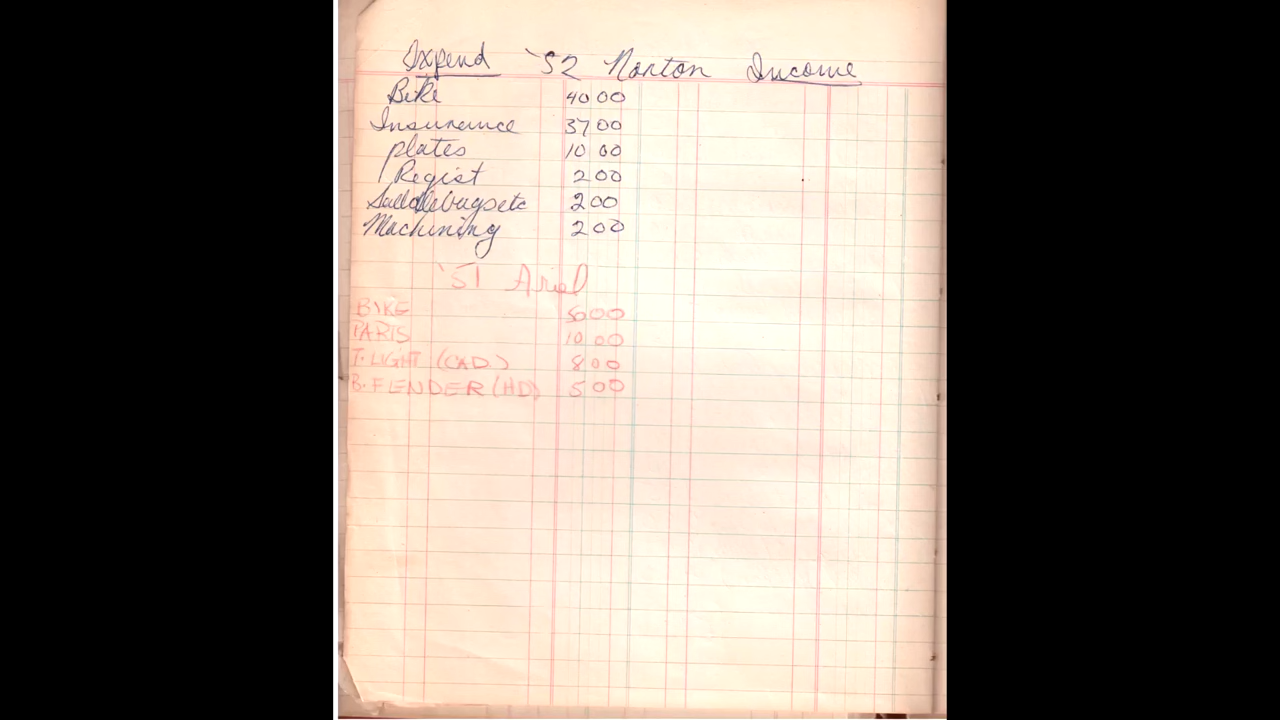 Expend '52 Norton Income
Bike 40 00
Insurence 37 00
plates 10 00
Regist 2 00
Saddlebags etc 2 00
Machining 2 00
'51 Ariel
BIKE 50 00
PARTS 10 00
T. LIGHT (CAD.) 8 00
B. FENDER (HD) 5 00